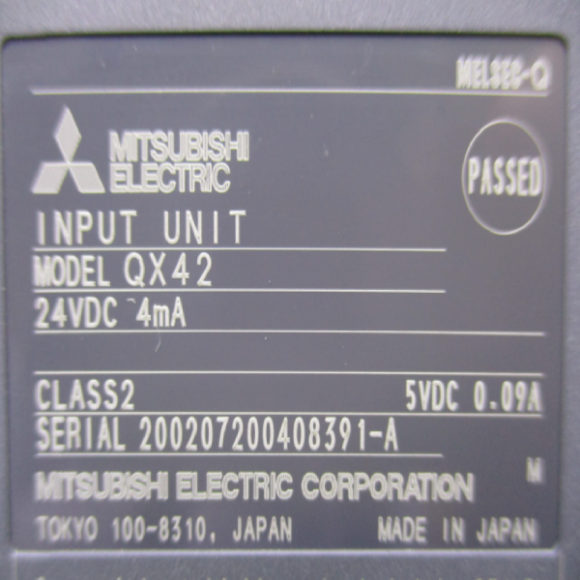 MELSEC-Q
MITSUBISHI
ELECTRIC
PASSED
INPUT UNIT
MODEL QX42
24VDC 4mA
CLASS2 5VDC 0.09A
SERIAL 200207200408391-A
M
MITSUBISHI ELECTRIC CORPORATION
TOKYO 100-8310, JAPAN MADE IN JAPAN